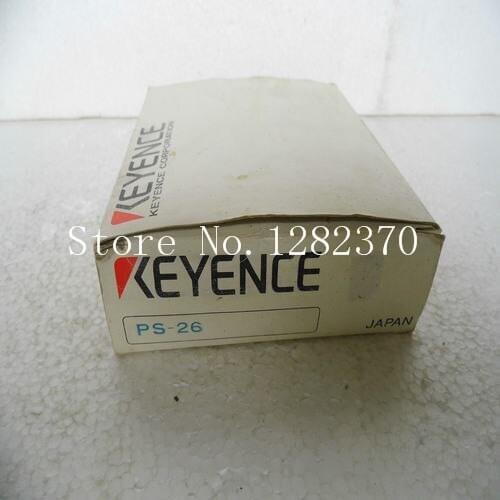 KEYENCE
KEYENCE CORPORATION
Store No. 1282370
KEYENCE
PS-26
JAPAN